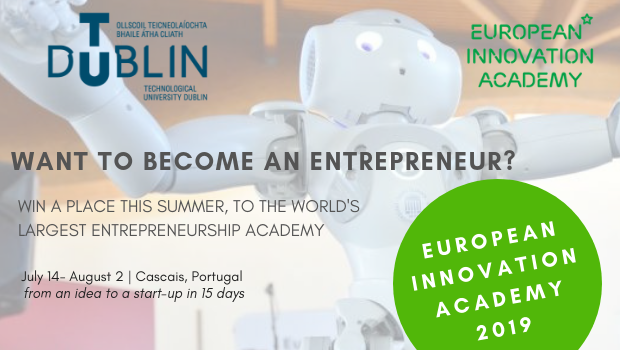 OLLSCOIL TEICNEOLAÍOCHTA
BHAILE ÁTHA CLIATH
TU DUBLIN
TECHNOLOGICAL
UNIVERSITY DUBLIN
EUROPEAN
INNOVATION
ACADEMY
WANT TO BECOME AN ENTREPRENEUR?
WIN A PLACE THIS SUMMER, TO THE WORLD'S
LARGEST ENTREPRENEURSHIP ACADEMY
July 14- August 2 | Cascais, Portugal
from an idea to a start-up in 15 days
EUROPEAN
INNOVATION
ACADEMY
2019